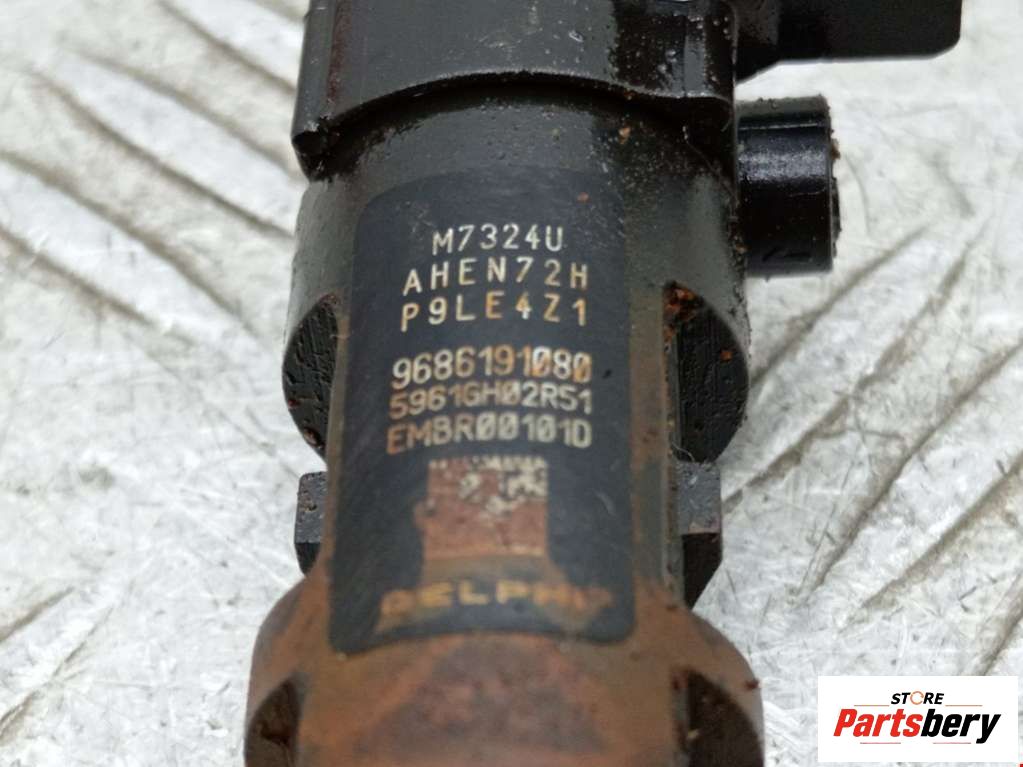 M7324U
AHEN72H
P9LE4Z1
9686191080
5961GH02R51
EMBR00101D
DELPHI
STORE
Partsbery